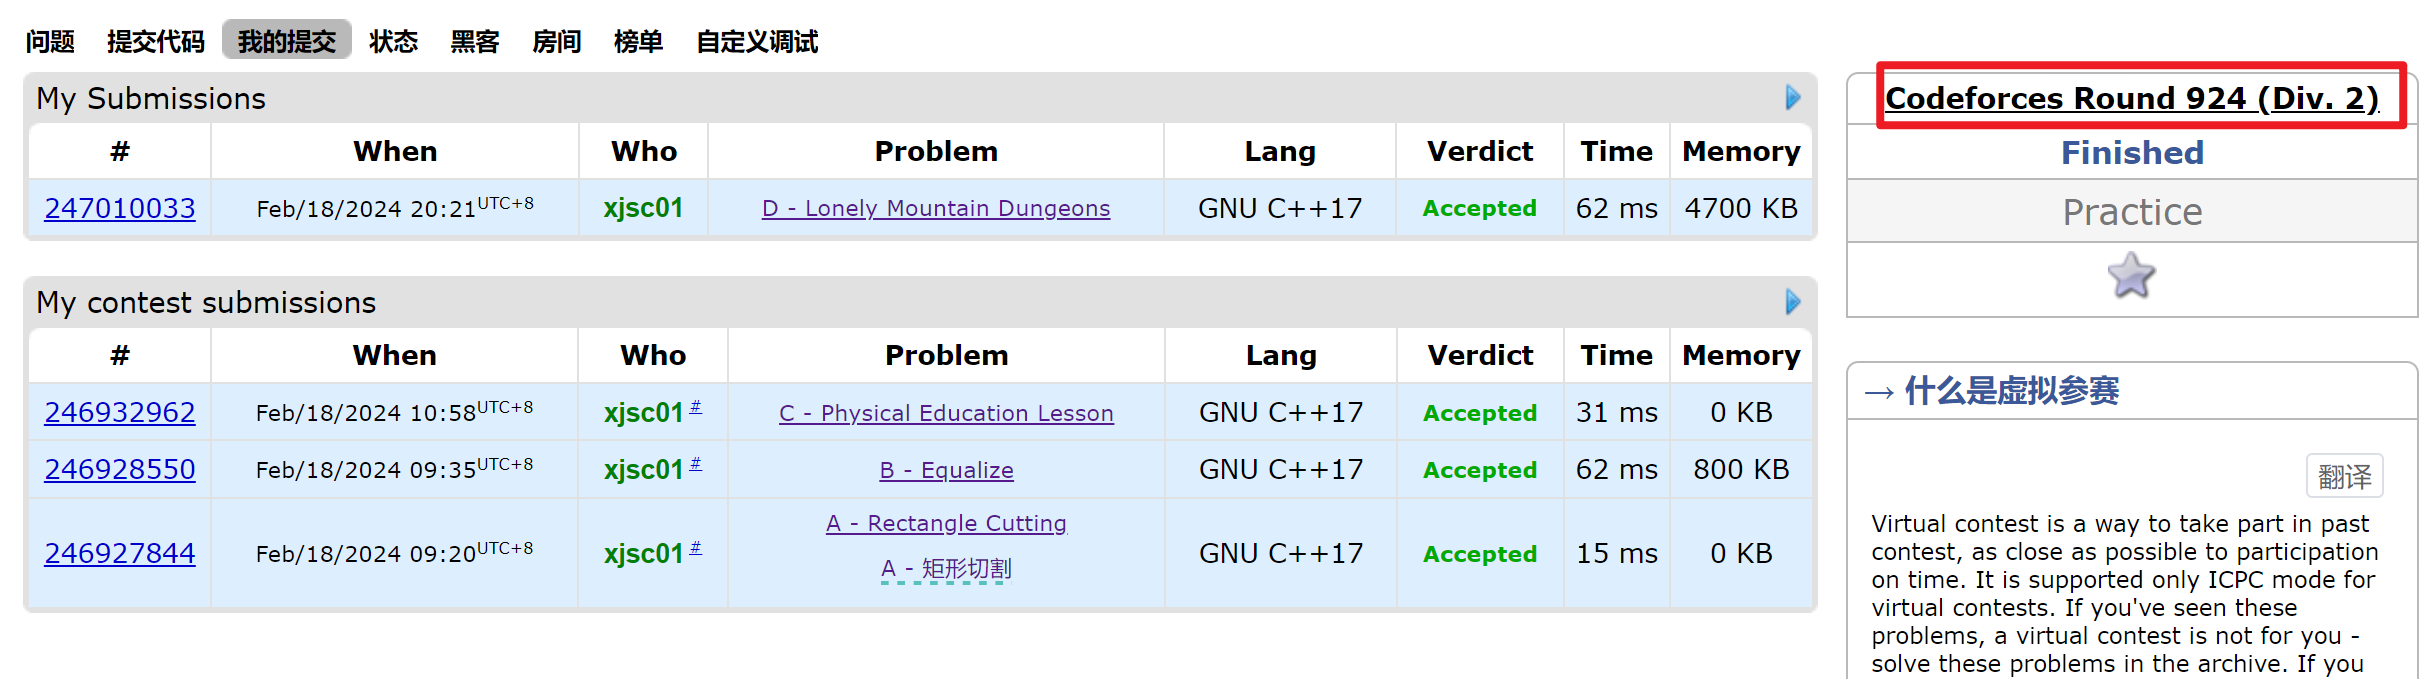 问题 提交代码 我的提交 状态 黑客 房间 榜单 自定义调试
My Submissions
# When Who Problem Lang Verdict Time Memory
247010033 Feb/18/2024 20:21UTC+8 xjsc01 D - Lonely Mountain Dungeons GNU C++17 Accepted 62 ms 4700 KB
My contest submissions
# When Who Problem Lang Verdict Time Memory
246932962 Feb/18/2024 10:58UTC+8 xjsc01 # C - Physical Education Lesson GNU C++17 Accepted 31 ms 0 KB
246928550 Feb/18/2024 09:35UTC+8 xjsc01 # B - Equalize GNU C++17 Accepted 62 ms 800 KB
246927844 Feb/18/2024 09:20UTC+8 xjsc01 # A - Rectangle Cutting GNU C++17 Accepted 15 ms 0 KB
A - 矩形切割
Codeforces Round 924 (Div. 2)
Finished
Practice
→ 什么是虚拟参赛
翻译
Virtual contest is a way to take part in past
contest, as close as possible to participation
on time. It is supported only ICPC mode for
virtual contests. If you've seen these
problems, a virtual contest is not for you -
solve these problems in the archive. If you